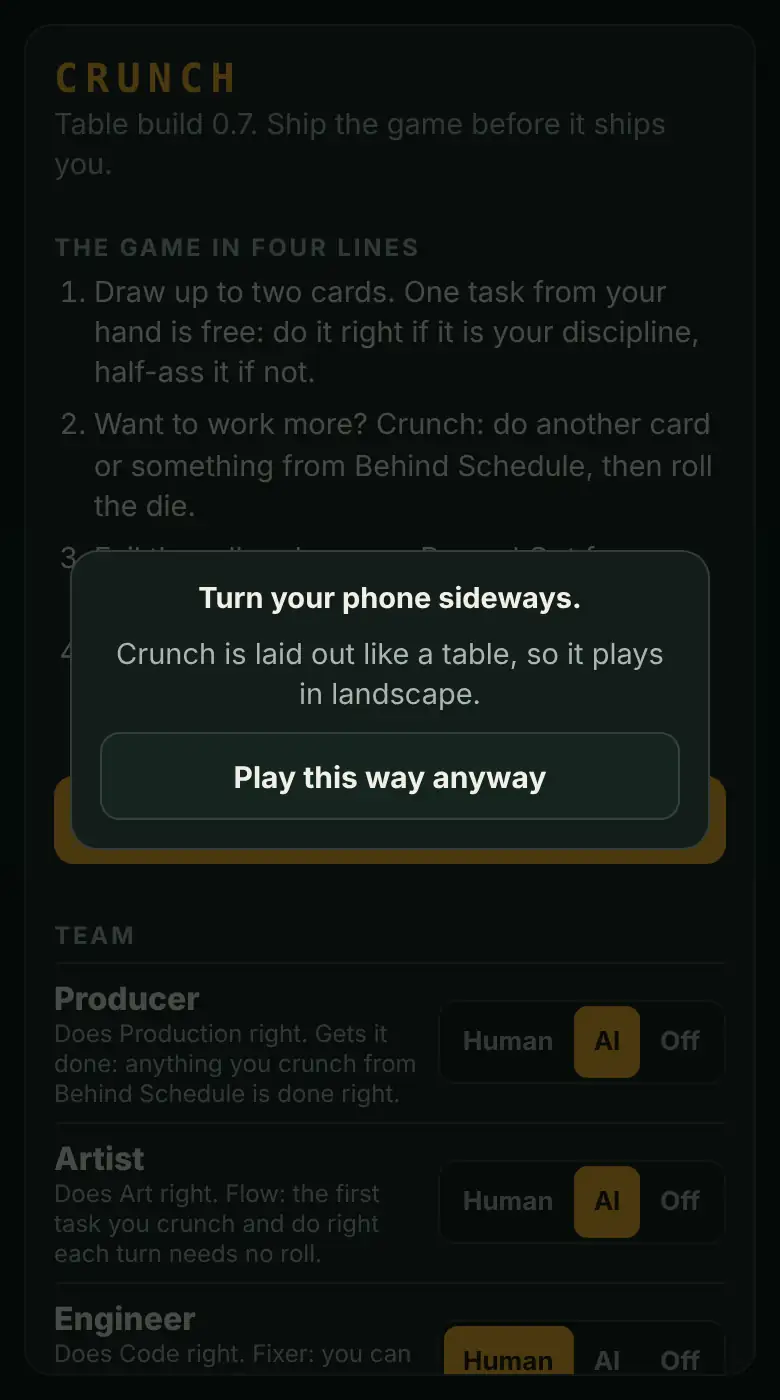 CRUNCH
Table build 0.7. Ship the game before it ships
you.
THE GAME IN FOUR LINES
1. Draw up to two cards. One task from your
hand is free: do it right if it is your discipline,
half-ass it if not.
2. Want to work more? Crunch: do another card
or something from Behind Schedule, then roll
the die.
3.
4
Turn your phone sideways.
Crunch is laid out like a table, so it plays
in landscape.
Play this way anyway
TEAM
Producer
Does Production right. Gets it
done: anything you crunch from
Behind Schedule is done right.
Human AI Off
Artist
Does Art right. Flow: the first
task you crunch and do right
each turn needs no roll.
Human AI Off
Engineer
Does Code right. Fixer: you can
Human AI Off